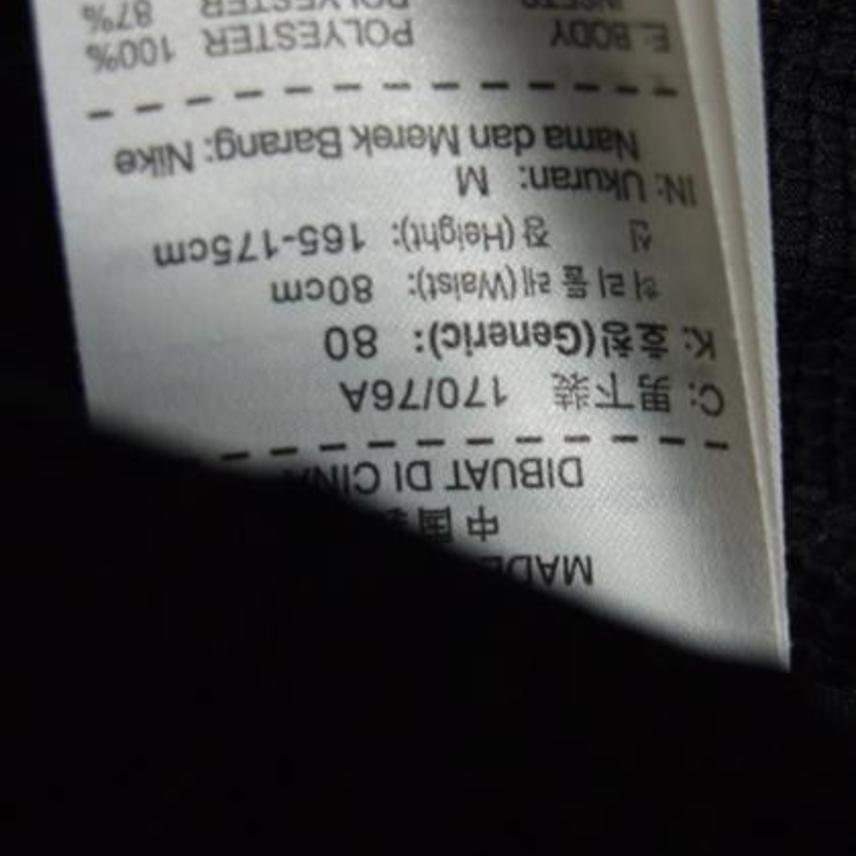 MADE
中国
DIBUAT DI CINA
C: 男下装 170/76A
K: 호칭(Generic): 80
허리둘레(Waist): 80cm
신 장(Height): 165-175cm
IN: Ukuran: M
Nama dan Merek Barang: Nike
E. BODY POLYESTER 100%
POLYESTER 87%